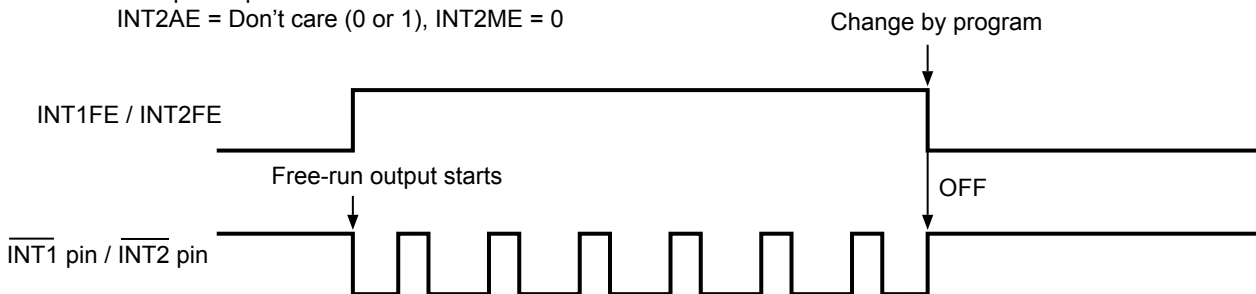 INT2AE = Don't care (0 or 1), INT2ME = 0
Change by program
INT1FE / INT2FE
Free-run output starts
OFF
INT1 pin / INT2 pin